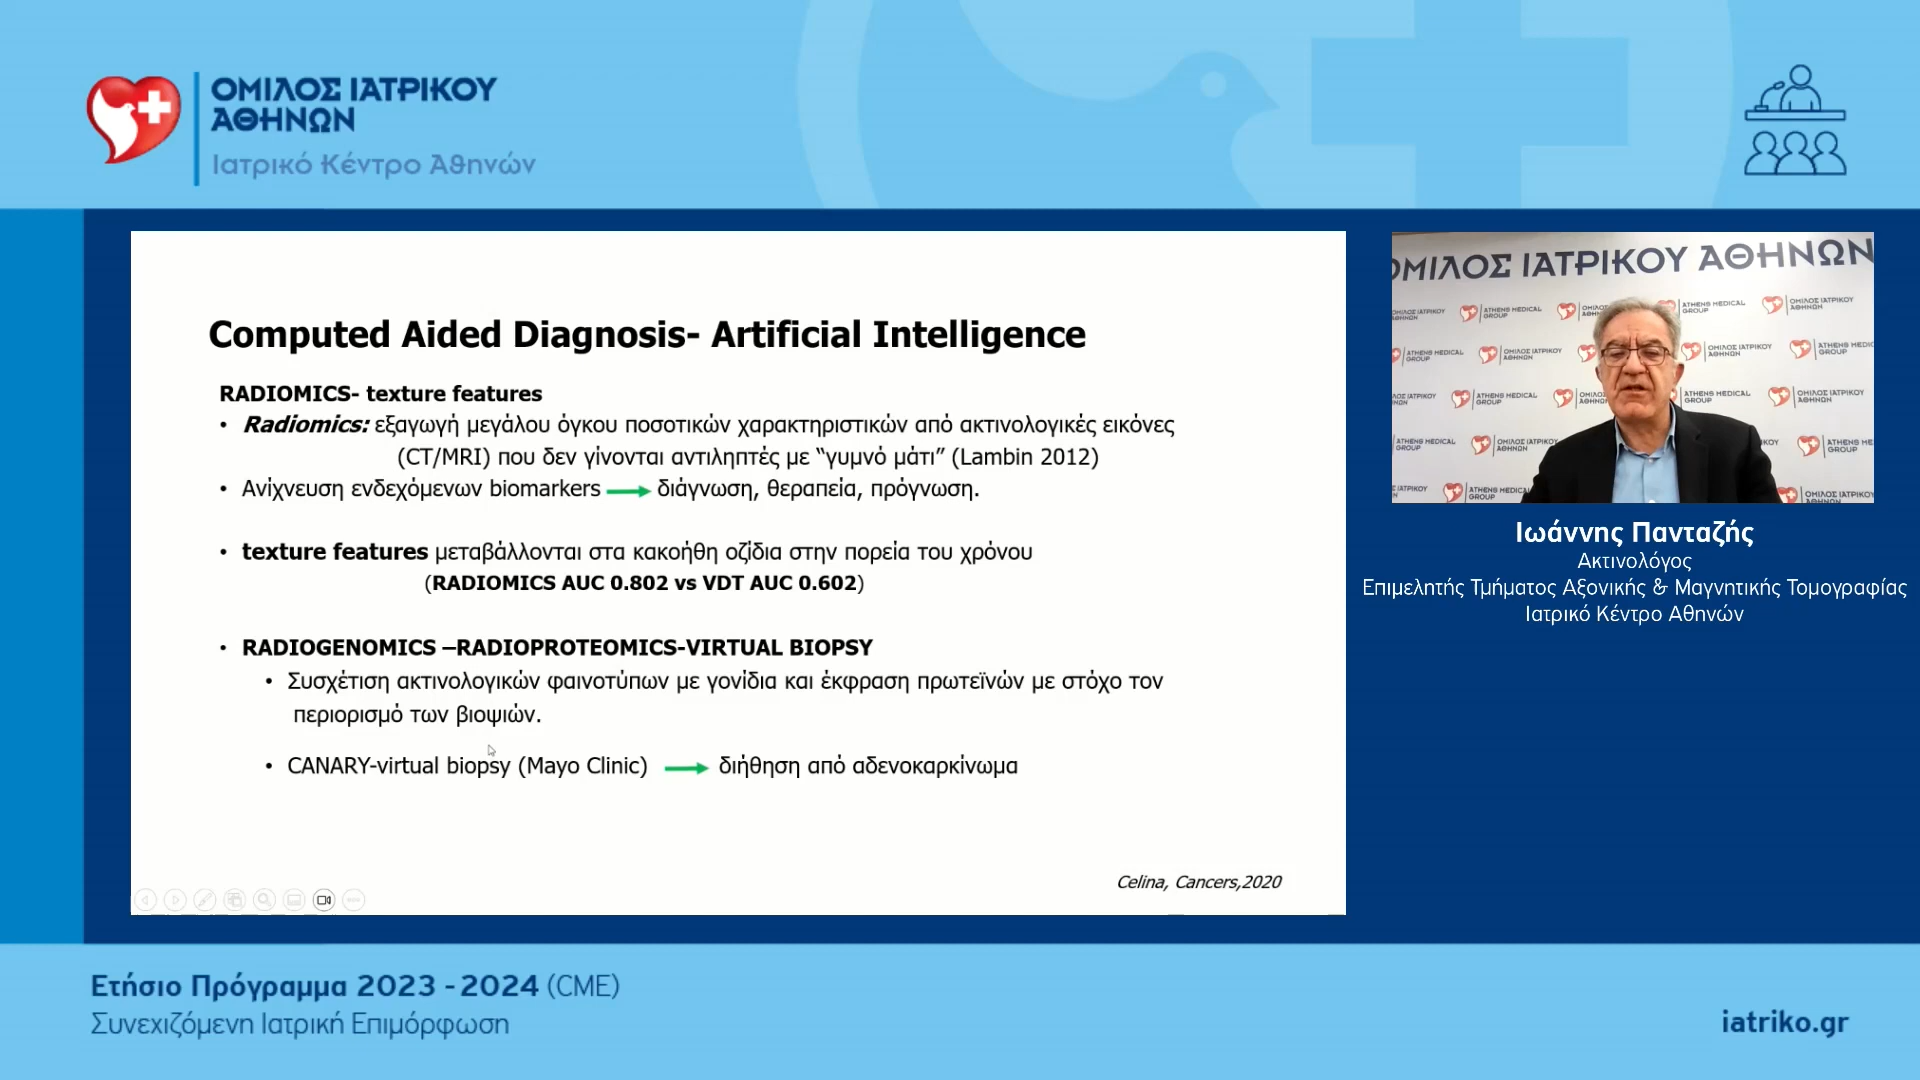 ΟΜΙΛΟΣ ΙΑΤΡΙΚΟΥ
ΑΘΗΝΩΝ
Ιατρικό Κέντρο Αθηνών
Computed Aided Diagnosis- Artificial Intelligence
RADIOMICS- texture features
• Radiomics: εξαγωγή μεγάλου όγκου ποσοτικών χαρακτηριστικών από ακτινολογικές εικόνες
(CT/MRI) που δεν γίνονται αντιληπτές με “γυμνό μάτι” (Lambin 2012)
• Ανίχνευση ενδεχόμενων biomarkers → διάγνωση, θεραπεία, πρόγνωση.
• texture features μεταβάλλονται στα κακοήθη οζίδια στην πορεία του χρόνου
(RADIOMICS AUC 0.802 vs VDT AUC 0.602)
• RADIOGENOMICS –RADIOPROTEOMICS-VIRTUAL BIOPSY
• Συσχέτιση ακτινολογικών φαινοτύπων με γονίδια και έκφραση πρωτεϊνών με στόχο τον
περιορισμό των βιοψιών.
• CANARY-virtual biopsy (Mayo Clinic) → διήθηση από αδενοκαρκίνωμα
Celina, Cancers,2020
ΟΜΙΛΟΣ ΙΑΤΡΙΚΟΥ ΑΘΗΝΩΝ
ATHENS MEDICAL
GROUP
Ιωάννης Πανταζής
Ακτινολόγος
Επιμελητής Τμήματος Αξονικής & Μαγνητικής Τομογραφίας
Ιατρικό Κέντρο Αθηνών
Ετήσιο Πρόγραμμα 2023 - 2024 (CME)
Συνεχιζόμενη Ιατρική Επιμόρφωση
iatriko.gr